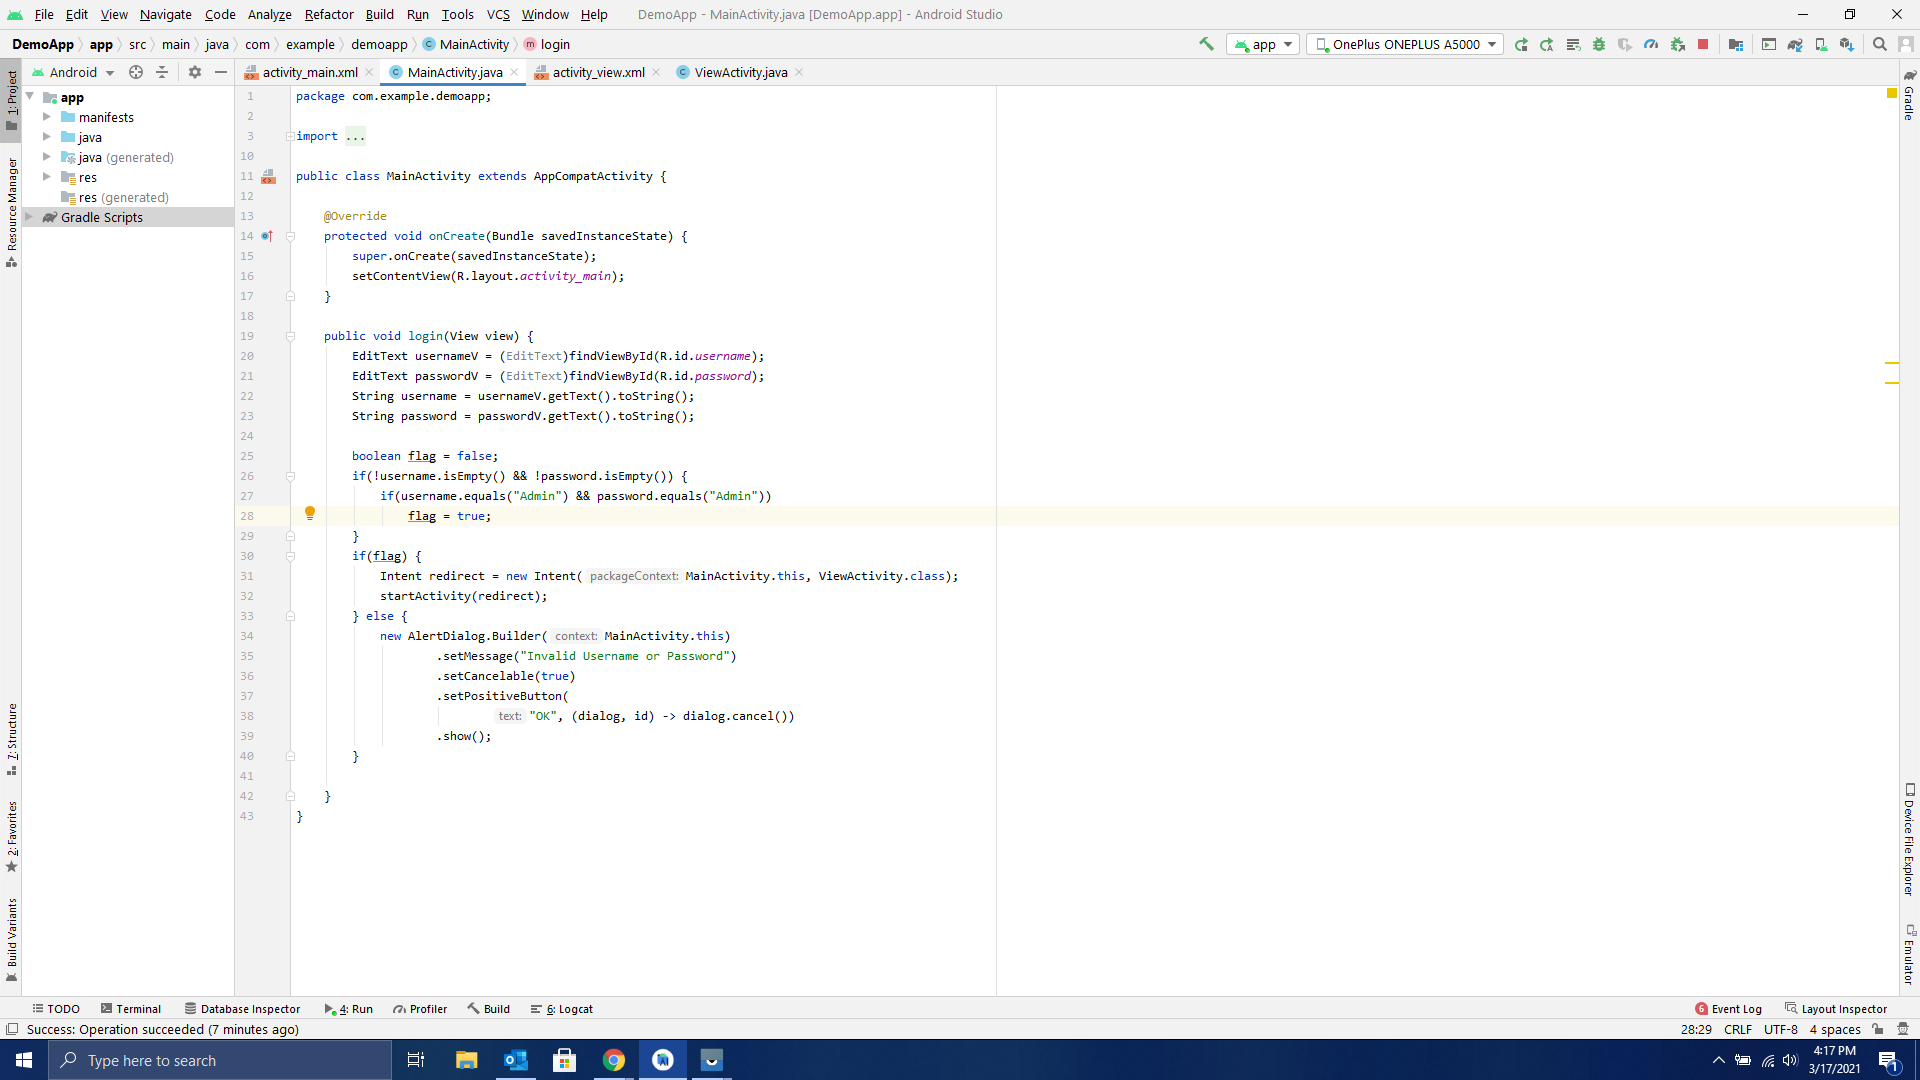 File Edit View Navigate Code Analyze Refactor Build Run Tools VCS Window Help DemoApp - MainActivity.java [DemoApp.app] - Android Studio
DemoApp app src main java com example demoapp MainActivity login app OnePlus ONEPLUS A5000
Android activity_main.xml MainActivity.java activity_view.xml ViewActivity.java
1: Project
Resource Manager
7: Structure
2: Favorites
Build Variants
app
manifests
java
java (generated)
res
res (generated)
Gradle Scripts
1 package com.example.demoapp;
2
3 import ...
10
11 public class MainActivity extends AppCompatActivity {
12
13 @Override
14 protected void onCreate(Bundle savedInstanceState) {
15 super.onCreate(savedInstanceState);
16 setContentView(R.layout.activity_main);
17 }
18
19 public void login(View view) {
20 EditText usernameV = (EditText)findViewById(R.id.username);
21 EditText passwordV = (EditText)findViewById(R.id.password);
22 String username = usernameV.getText().toString();
23 String password = passwordV.getText().toString();
24
25 boolean flag = false;
26 if(!username.isEmpty() && !password.isEmpty()) {
27 if(username.equals("Admin") && password.equals("Admin"))
28 flag = true;
29 }
30 if(flag) {
31 Intent redirect = new Intent( packageContext: MainActivity.this, ViewActivity.class);
32 startActivity(redirect);
33 } else {
34 new AlertDialog.Builder( context: MainActivity.this)
35 .setMessage("Invalid Username or Password")
36 .setCancelable(true)
37 .setPositiveButton(
38 text: "OK", (dialog, id) -> dialog.cancel())
39 .show();
40 }
41
42 }
43 }
Gradle
Device File Explorer
Emulator
TODO Terminal Database Inspector 4: Run Profiler Build 6: Logcat 6 Event Log Layout Inspector
Success: Operation succeeded (7 minutes ago) 28:29 CRLF UTF-8 4 spaces
Type here to search
4:17 PM
3/17/2021
1